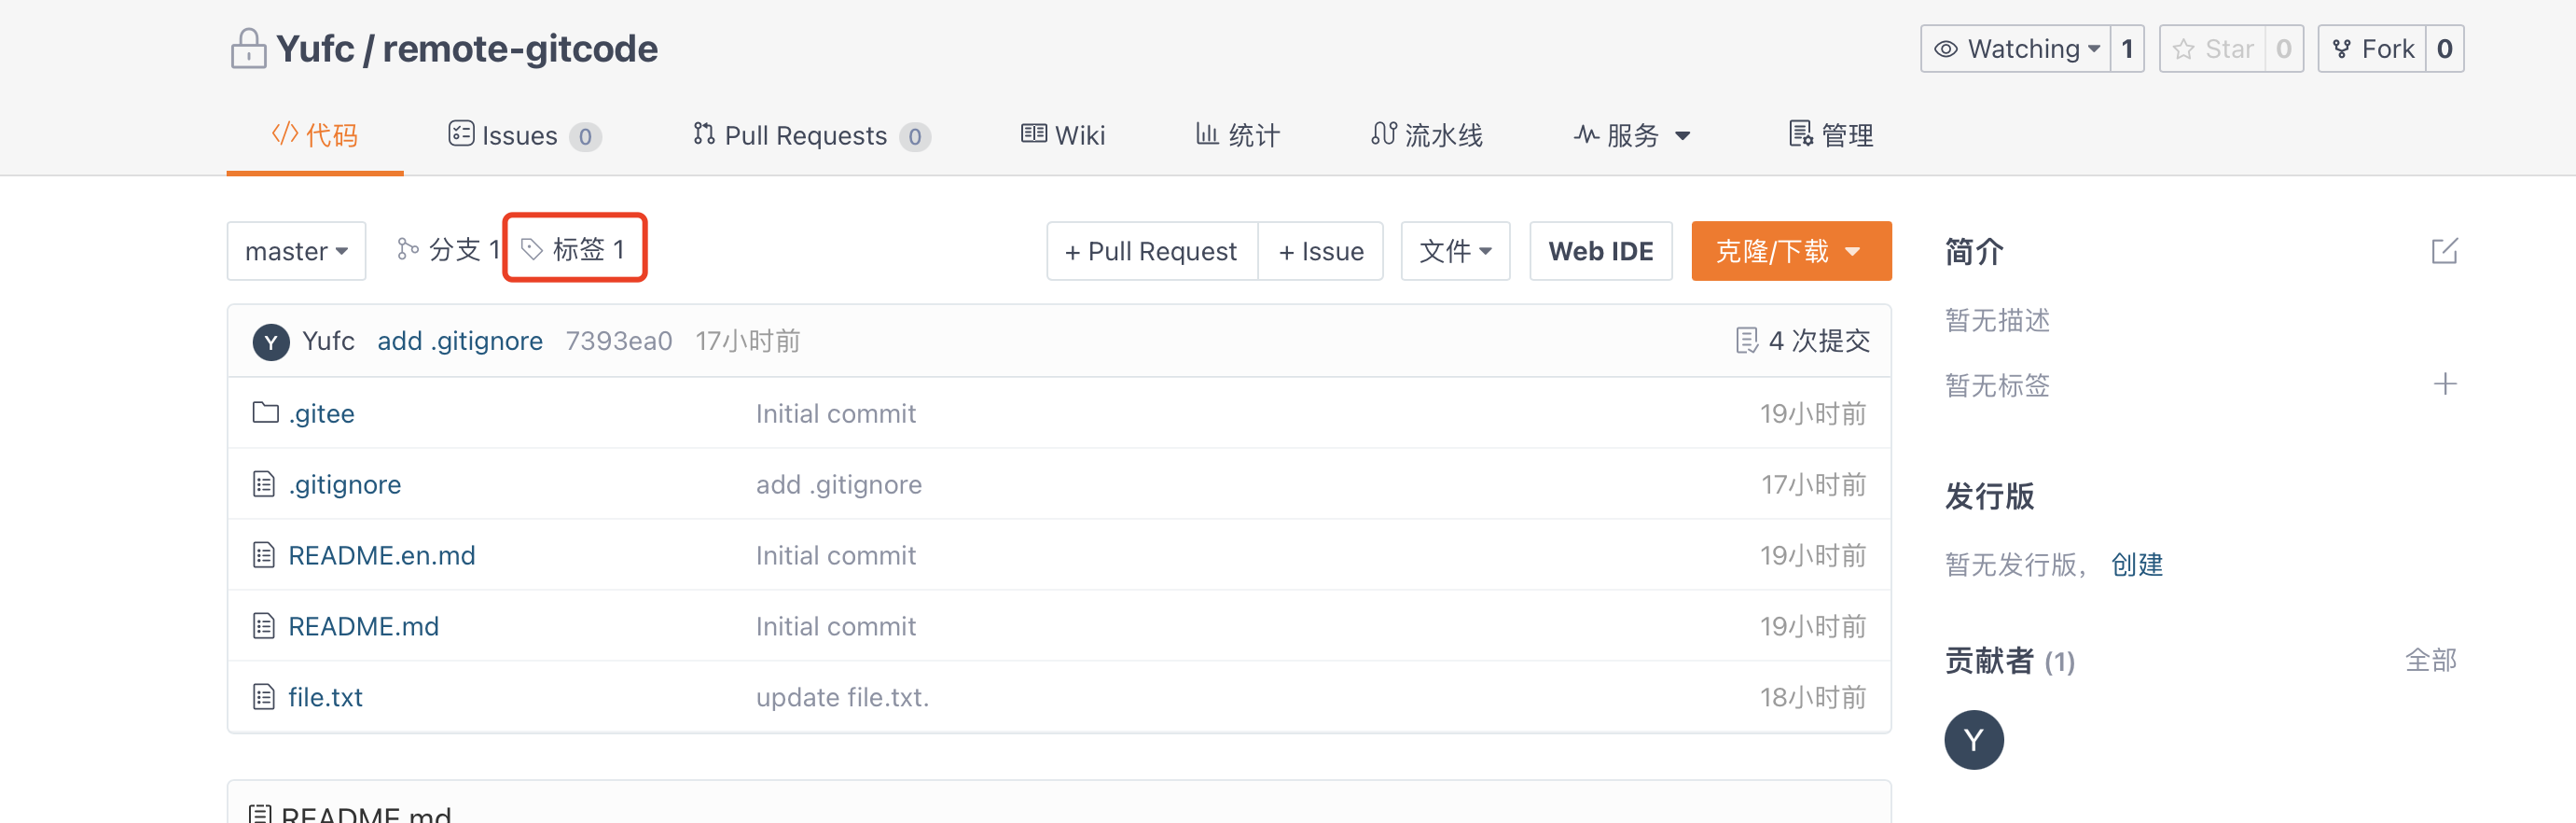 Yufc / remote-gitcode
Watching 1 Star 0 Fork 0
代码 Issues 0 Pull Requests 0 Wiki 统计 流水线 服务 管理
master 分支 1 标签 1 + Pull Request + Issue 文件 Web IDE 克隆/下载
Y Yufc add .gitignore 7393ea0 17小时前 4 次提交
.gitee Initial commit 19小时前
.gitignore add .gitignore 17小时前
README.en.md Initial commit 19小时前
README.md Initial commit 19小时前
file.txt update file.txt. 18小时前
README.md
简介
暂无描述
暂无标签
发行版
暂无发行版， 创建
贡献者 (1) 全部
Y